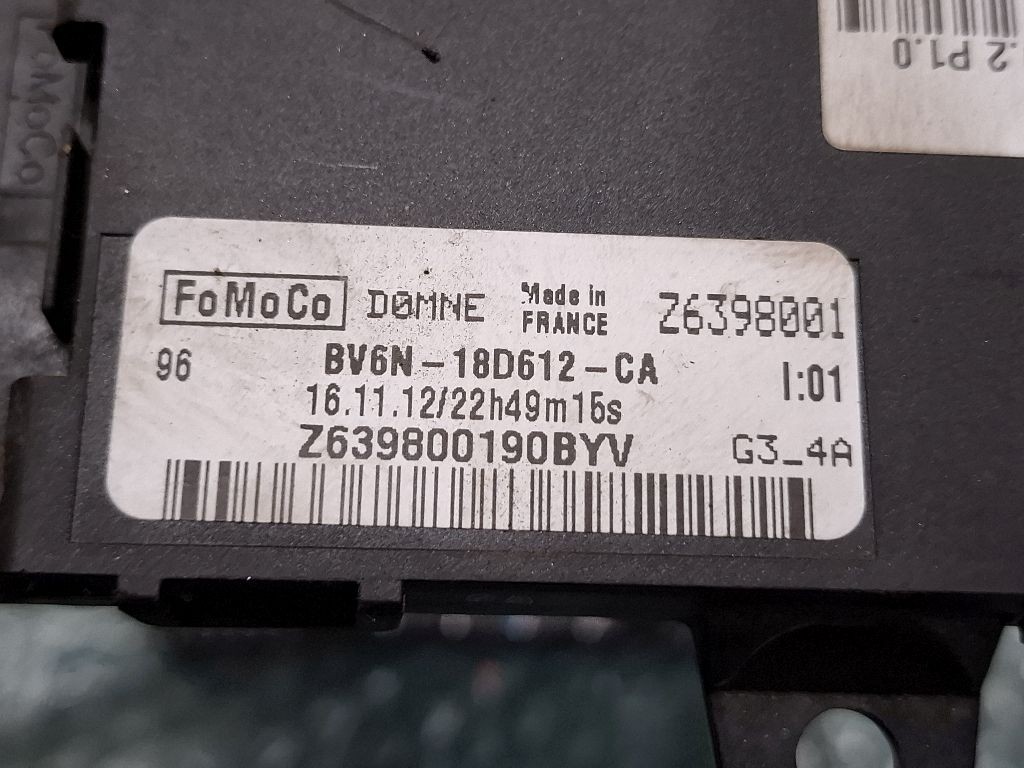 FoMoCo
.2 P1.0
FoMoCo DØMNE Made in FRANCE Z6398001
96 BV6N-18D612-CA I:01
16.11.12/22h49m15s
Z639800190BYV G3_4A